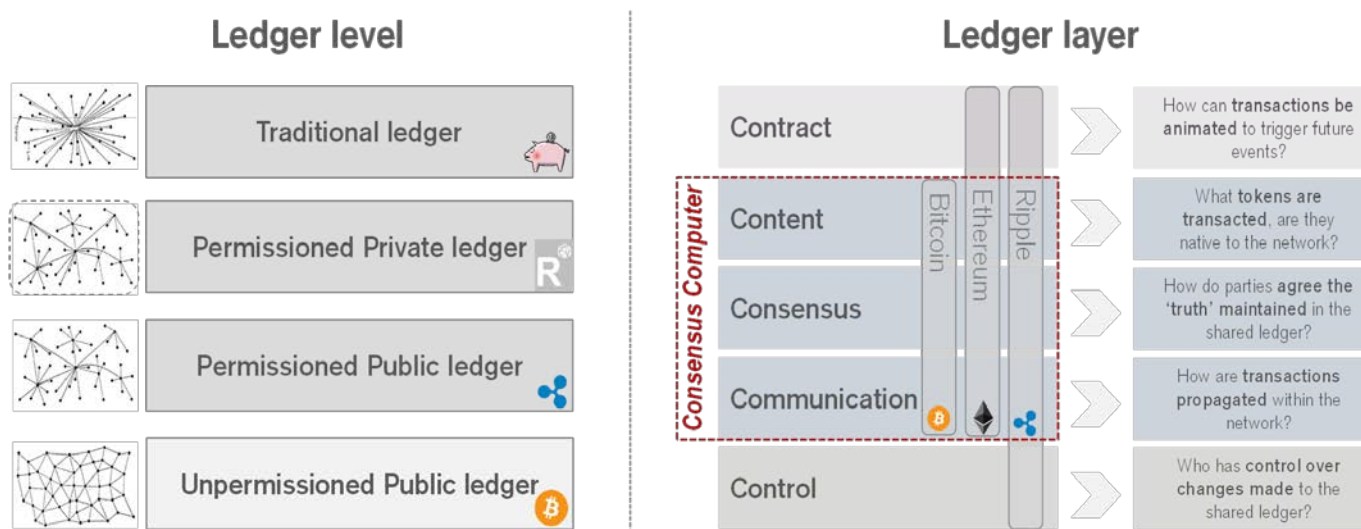 Ledger level
Traditional ledger
Permissioned Private ledger
R
Permissioned Public ledger
Unpermissioned Public ledger
Ledger layer
Consensus Computer
Contract
Content
Consensus
Communication
Control
Bitcoin
Ethereum
Ripple
How can transactions be
animated to trigger future
events?
What tokens are
transacted, are they
native to the network?
How do parties agree the
‘truth’ maintained in the
shared ledger?
How are transactions
propagated within the
network?
Who has control over
changes made to the
shared ledger?